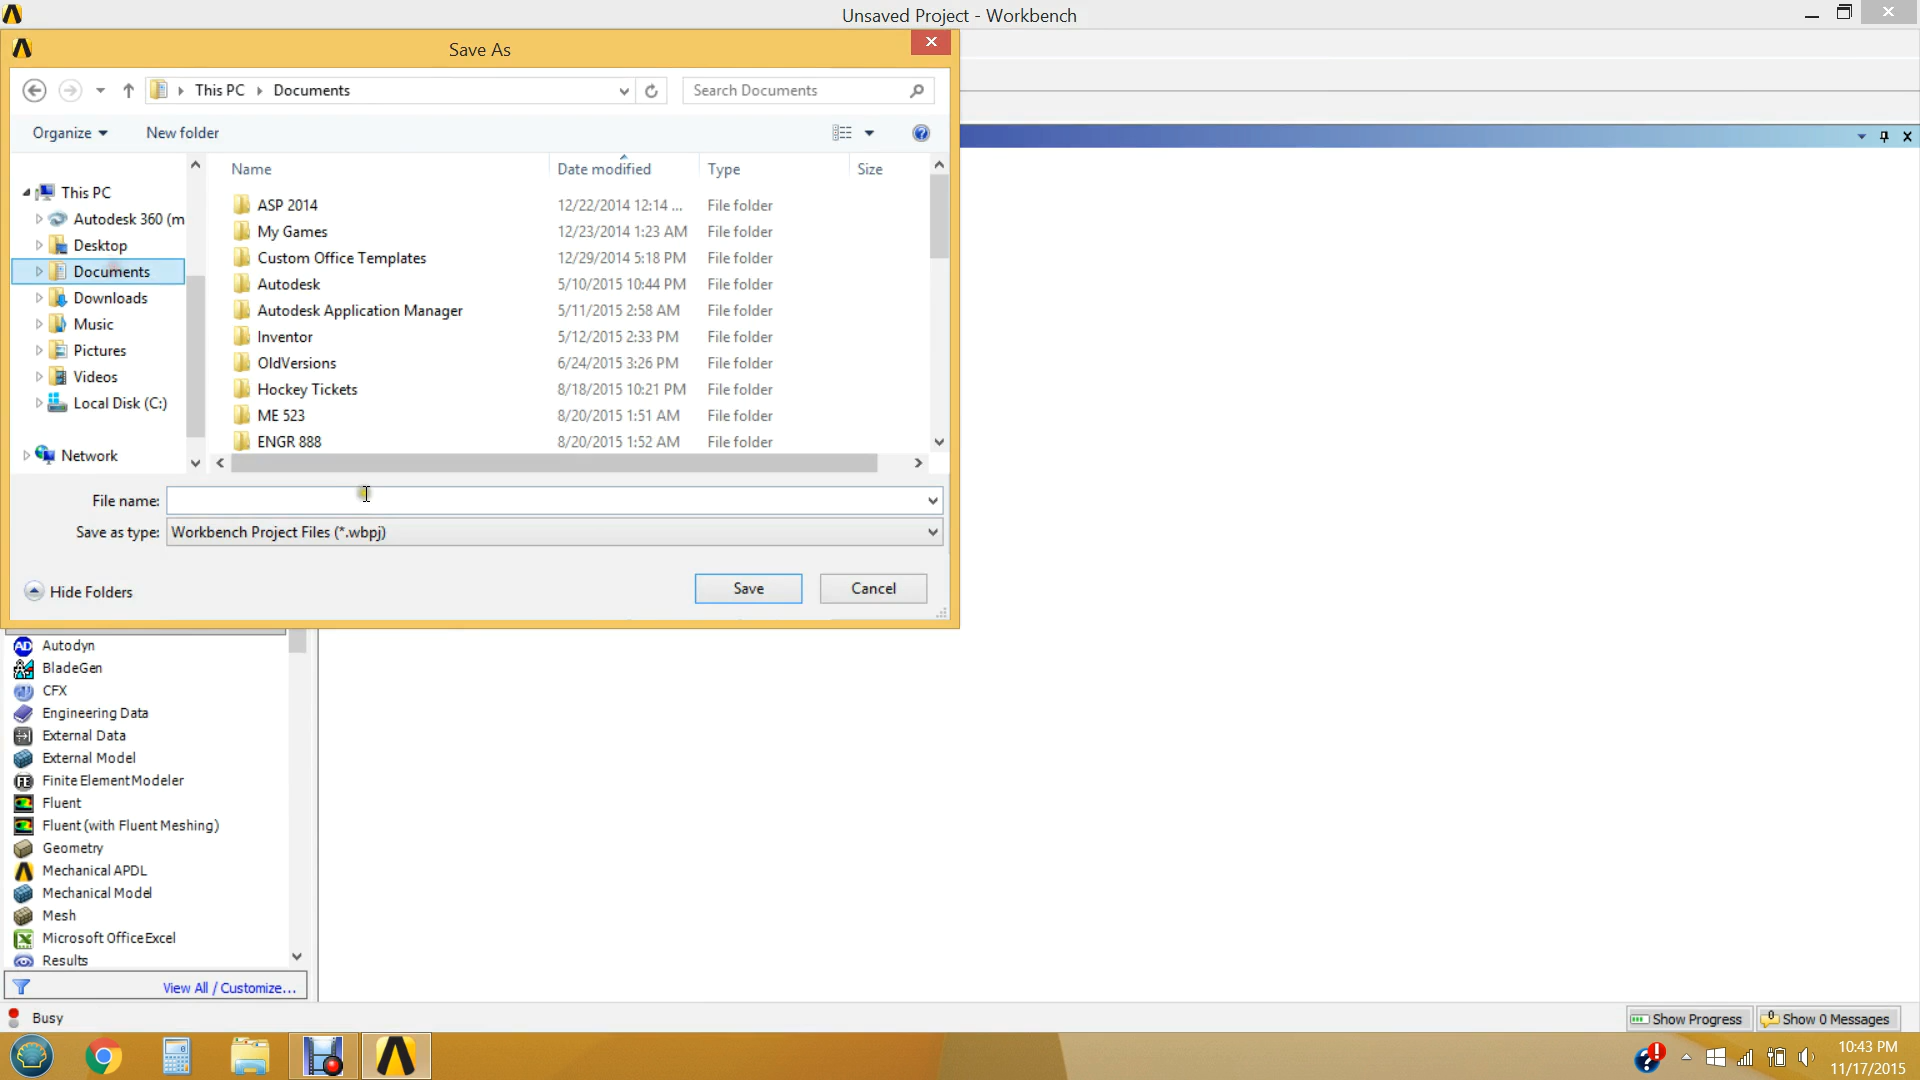 Unsaved Project - Workbench
Save As
This PC Documents
Search Documents
Organize New folder
Name Date modified Type Size
This PC
Autodesk 360 (m
Desktop
Documents
Downloads
Music
Pictures
Videos
Local Disk (C:)
Network
ASP 2014 12/22/2014 12:14 ... File folder
My Games 12/23/2014 1:23 AM File folder
Custom Office Templates 12/29/2014 5:18 PM File folder
Autodesk 5/10/2015 10:44 PM File folder
Autodesk Application Manager 5/11/2015 2:58 AM File folder
Inventor 5/12/2015 2:33 PM File folder
OldVersions 6/24/2015 3:26 PM File folder
Hockey Tickets 8/18/2015 10:21 PM File folder
ME 523 8/20/2015 1:51 AM File folder
ENGR 888 8/20/2015 1:52 AM File folder
File name:
Save as type: Workbench Project Files (*.wbpj)
Hide Folders
Save Cancel
Autodyn
BladeGen
CFX
Engineering Data
External Data
External Model
Finite Element Modeler
Fluent
Fluent (with Fluent Meshing)
Geometry
Mechanical APDL
Mechanical Model
Mesh
Microsoft Office Excel
Results
View All / Customize...
Busy
Show Progress Show 0 Messages
10:43 PM
11/17/2015